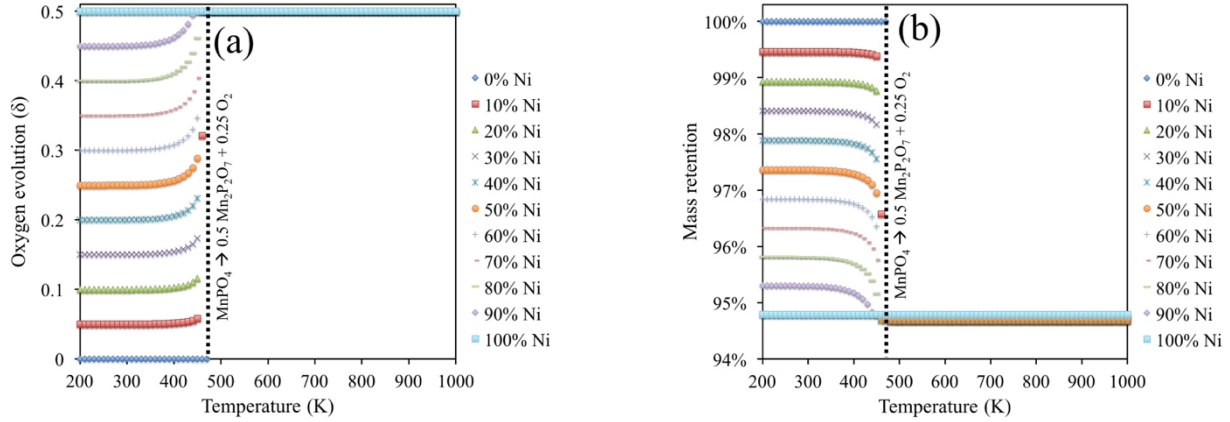 (a)
0.5
0.4
0.3
0.2
0.1
0
Oxygen evolution (δ)
200 300 400 500 600 700 800 900 1000
Temperature (K)
MnPO₄ → 0.5 Mn₂P₂O₇ + 0.25 O₂
0% Ni
10% Ni
20% Ni
30% Ni
40% Ni
50% Ni
60% Ni
70% Ni
80% Ni
90% Ni
100% Ni
(b)
100%
99%
98%
97%
96%
95%
94%
Mass retention
200 300 400 500 600 700 800 900 1000
Temperature (K)
MnPO₄ → 0.5 Mn₂P₂O₇ + 0.25 O₂
0% Ni
10% Ni
20% Ni
30% Ni
40% Ni
50% Ni
60% Ni
70% Ni
80% Ni
90% Ni
100% Ni